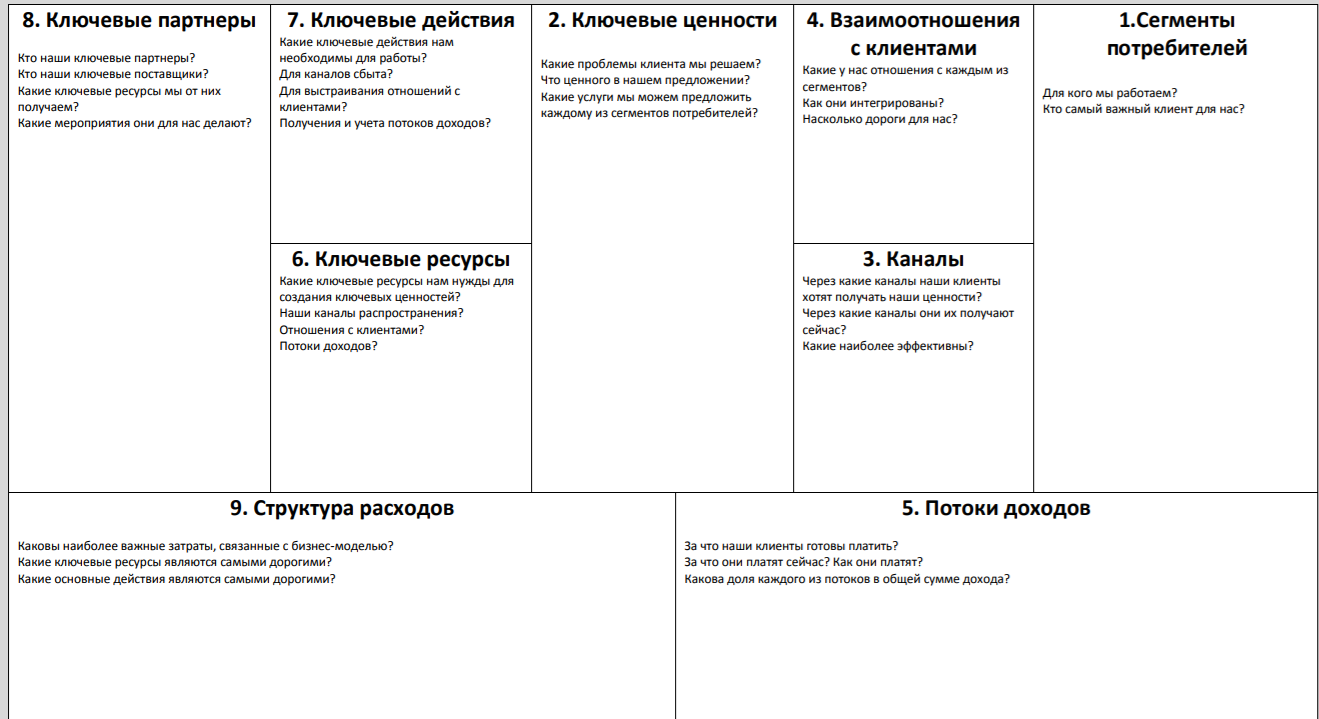 8. Ключевые партнеры
Кто наши ключевые партнеры?
Кто наши ключевые поставщики?
Какие ключевые ресурсы мы от них
получаем?
Какие мероприятия они для нас делают?
7. Ключевые действия
Какие ключевые действия нам
необходимы для работы?
Для каналов сбыта?
Для выстраивания отношений с
клиентами?
Получения и учета потоков доходов?
6. Ключевые ресурсы
Какие ключевые ресурсы нам нужды для
создания ключевых ценностей?
Наши каналы распространения?
Отношения с клиентами?
Потоки доходов?
2. Ключевые ценности
Какие проблемы клиента мы решаем?
Что ценного в нашем предложении?
Какие услуги мы можем предложить
каждому из сегментов потребителей?
4. Взаимоотношения
с клиентами
Какие у нас отношения с каждым из
сегментов?
Как они интегрированы?
Насколько дороги для нас?
3. Каналы
Через какие каналы наши клиенты
хотят получать наши ценности?
Через какие каналы они их получают
сейчас?
Какие наиболее эффективны?
1.Сегменты
потребителей
Для кого мы работаем?
Кто самый важный клиент для нас?
9. Структура расходов
Каковы наиболее важные затраты, связанные с бизнес-моделью?
Какие ключевые ресурсы являются самыми дорогими?
Какие основные действия являются самыми дорогими?
5. Потоки доходов
За что наши клиенты готовы платить?
За что они платят сейчас? Как они платят?
Какова доля каждого из потоков в общей сумме дохода?